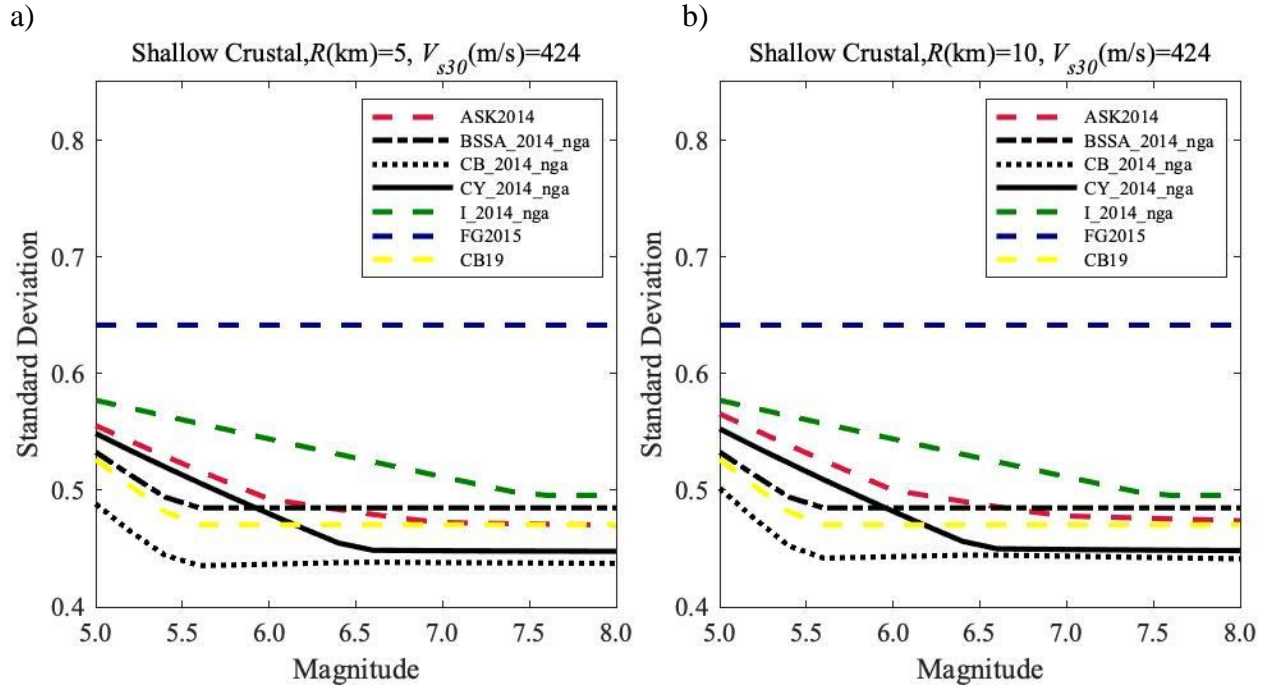 a)
Shallow Crustal,R(km)=5, V_s30(m/s)=424
ASK2014
BSSA_2014_nga
CB_2014_nga
CY_2014_nga
I_2014_nga
FG2015
CB19
Standard Deviation
0.8
0.7
0.6
0.5
0.4
5.0 5.5 6.0 6.5 7.0 7.5 8.0
Magnitude
b)
Shallow Crustal,R(km)=10, V_s30(m/s)=424
ASK2014
BSSA_2014_nga
CB_2014_nga
CY_2014_nga
I_2014_nga
FG2015
CB19
Standard Deviation
0.8
0.7
0.6
0.5
0.4
5.0 5.5 6.0 6.5 7.0 7.5 8.0
Magnitude